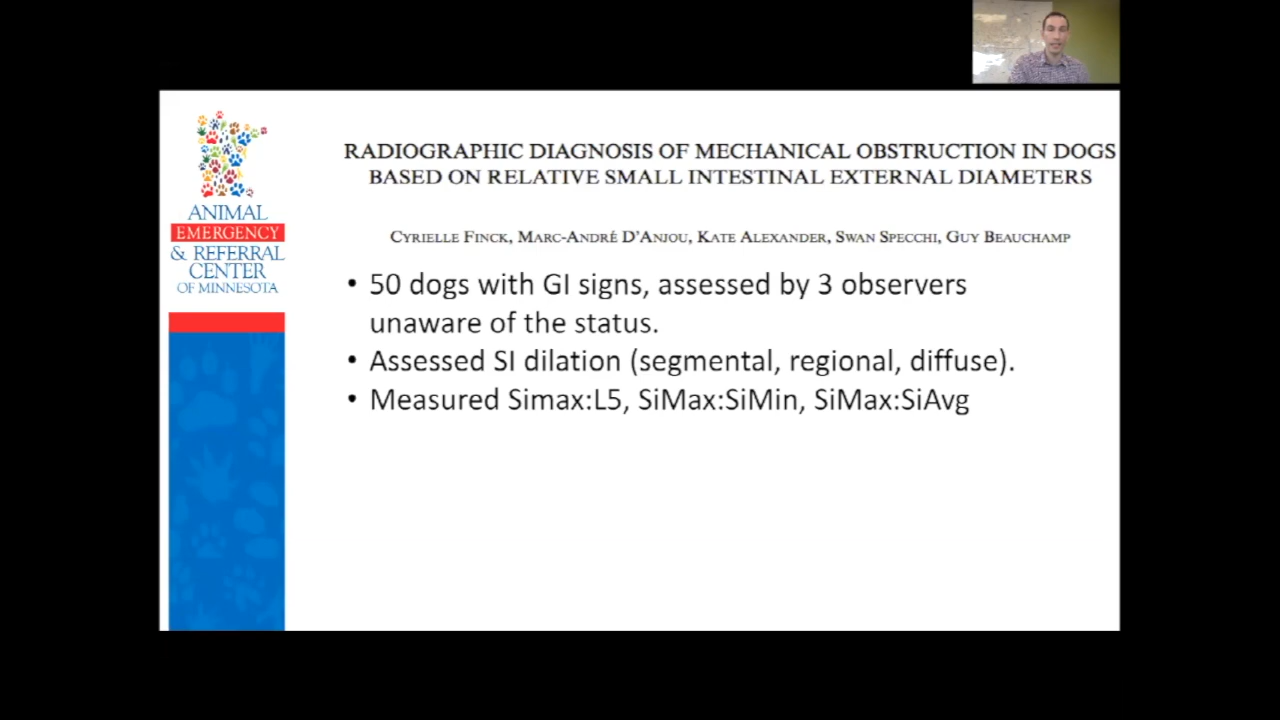 ANIMAL
EMERGENCY
& REFERRAL
CENTER
OF MINNESOTA
RADIOGRAPHIC DIAGNOSIS OF MECHANICAL OBSTRUCTION IN DOGS
BASED ON RELATIVE SMALL INTESTINAL EXTERNAL DIAMETERS
CYRIELLE FINCK, MARC-ANDRÉ D'ANJOU, KATE ALEXANDER, SWAN SPECCHI, GUY BEAUCHAMP
• 50 dogs with GI signs, assessed by 3 observers
unaware of the status.
• Assessed SI dilation (segmental, regional, diffuse).
• Measured Simax:L5, SiMax:SiMin, SiMax:SiAvg